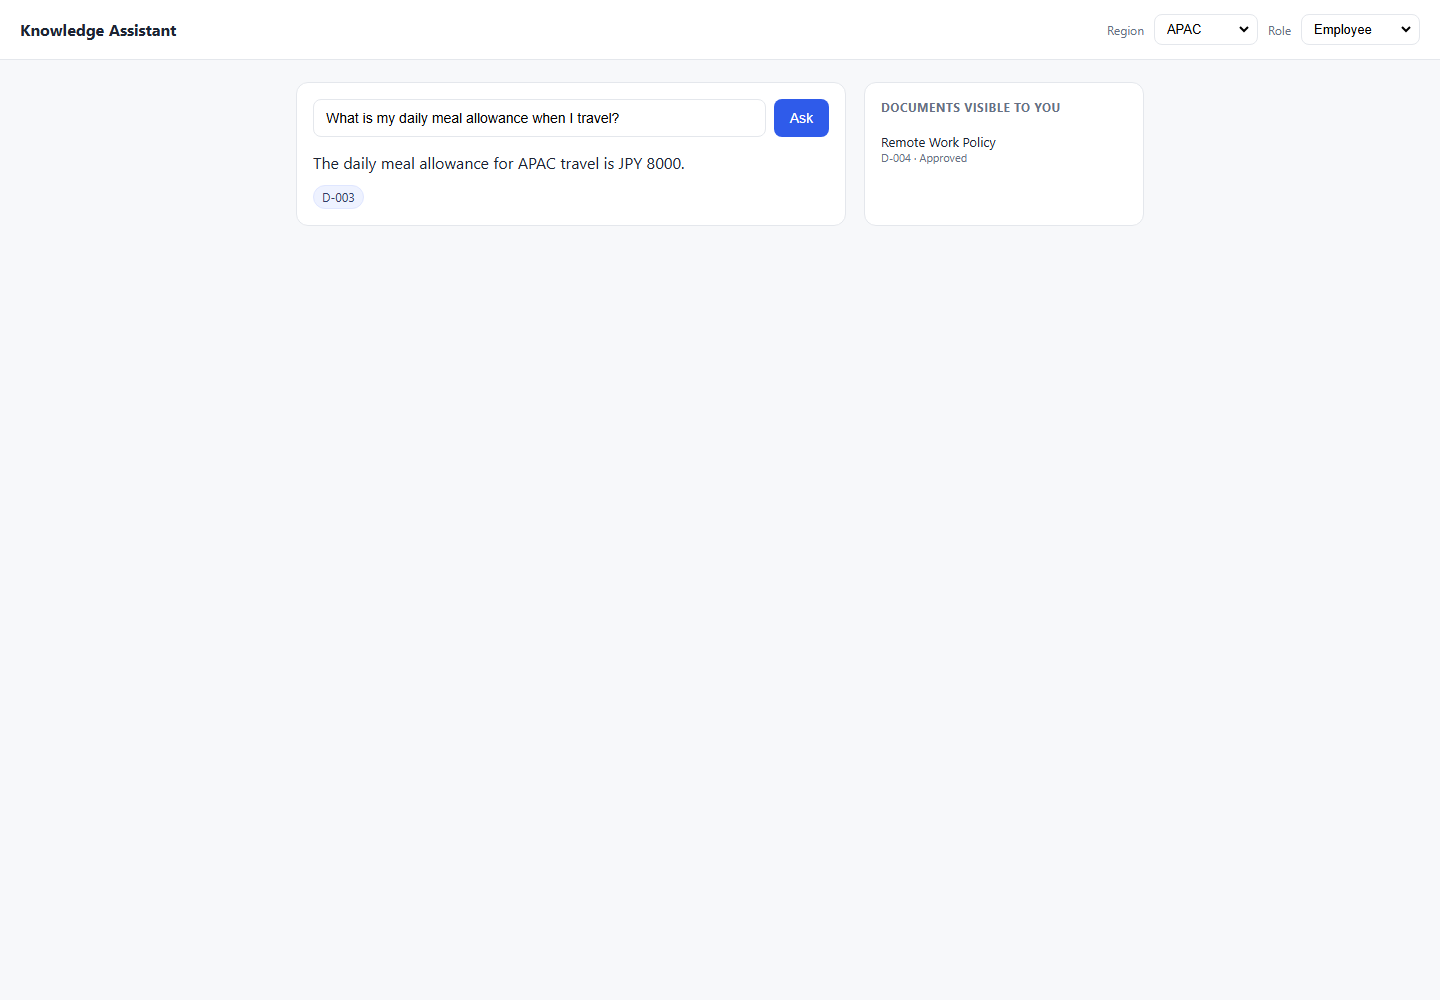 Knowledge Assistant
Region APAC Role Employee
What is my daily meal allowance when I travel? Ask
The daily meal allowance for APAC travel is JPY 8000.
D-003
DOCUMENTS VISIBLE TO YOU
Remote Work Policy
D-004 · Approved